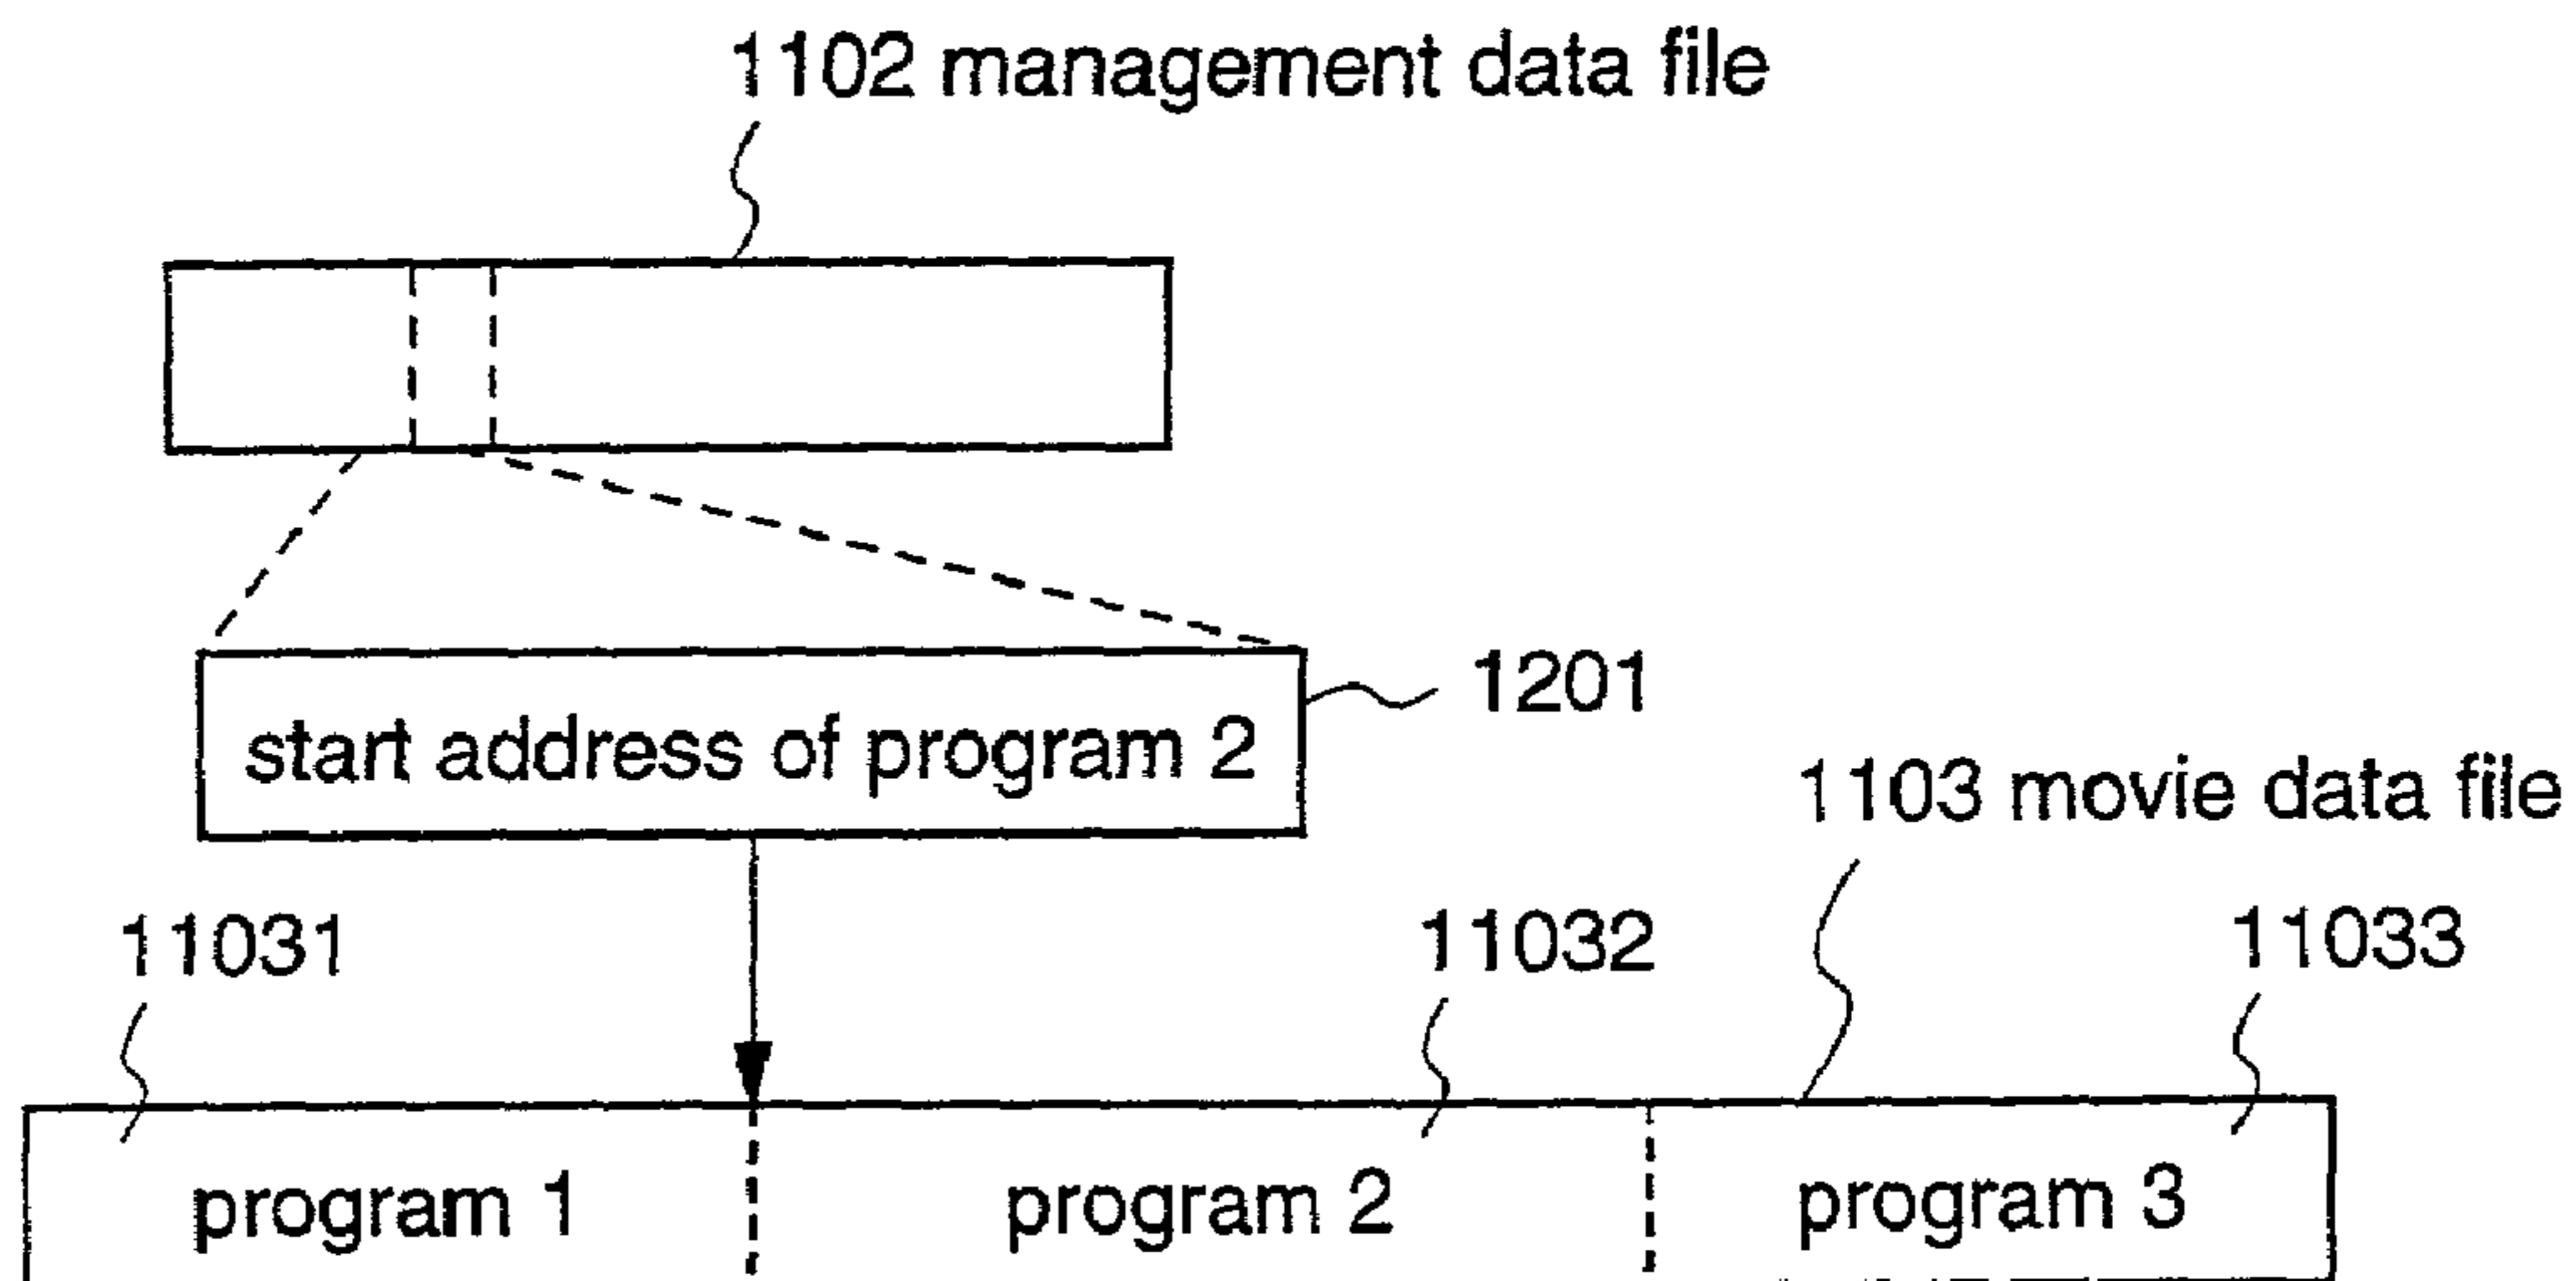 1102 management data file
start address of program 2
1201
1103 movie data file
11031
11032
11033
program 1
program 2
program 3